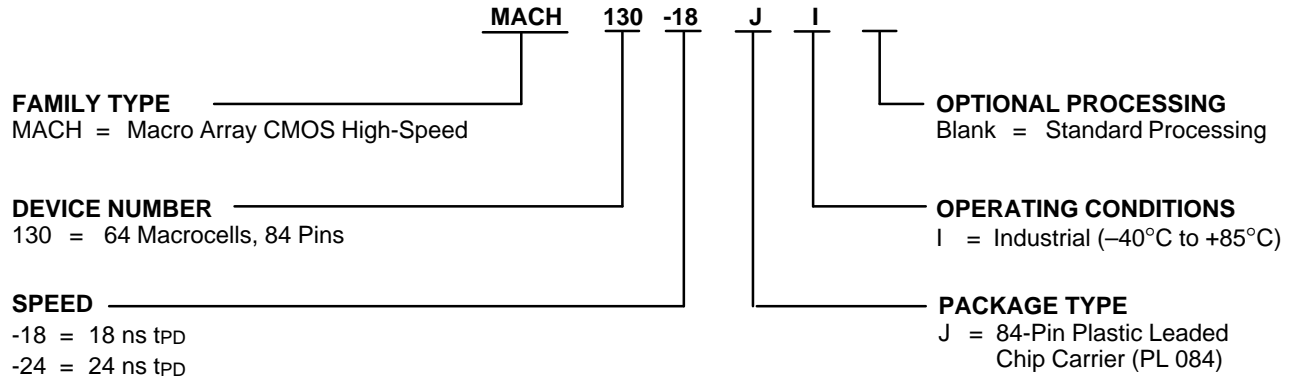 MACH 130 -18 J I
FAMILY TYPE
MACH = Macro Array CMOS High-Speed
DEVICE NUMBER
130 = 64 Macrocells, 84 Pins
SPEED
-18 = 18 ns tPD
-24 = 24 ns tPD
OPTIONAL PROCESSING
Blank = Standard Processing
OPERATING CONDITIONS
I = Industrial (–40°C to +85°C)
PACKAGE TYPE
J = 84-Pin Plastic Leaded
Chip Carrier (PL 084)